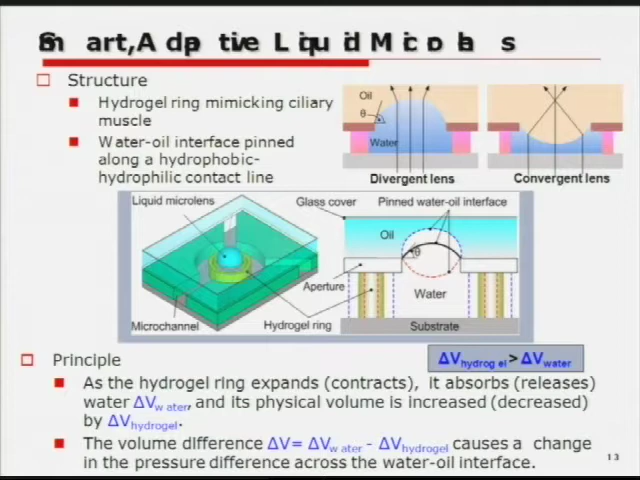 Smart, Adaptive Liquid Microlens
Structure
Hydrogel ring mimicking ciliary
muscle
Water-oil interface pinned
along a hydrophobic-
hydrophilic contact line
Oil
θ
Water
Divergent lens
Convergent lens
Liquid microlens
Microchannel
Hydrogel ring
Glass cover
Pinned water-oil interface
Oil
θ
Aperture
Water
Substrate
Principle
ΔVhydrogel > ΔVwater
As the hydrogel ring expands (contracts), it absorbs (releases)
water ΔVwater, and its physical volume is increased (decreased)
by ΔVhydrogel.
The volume difference ΔV= ΔVwater - ΔVhydrogel causes a change
in the pressure difference across the water-oil interface.
13